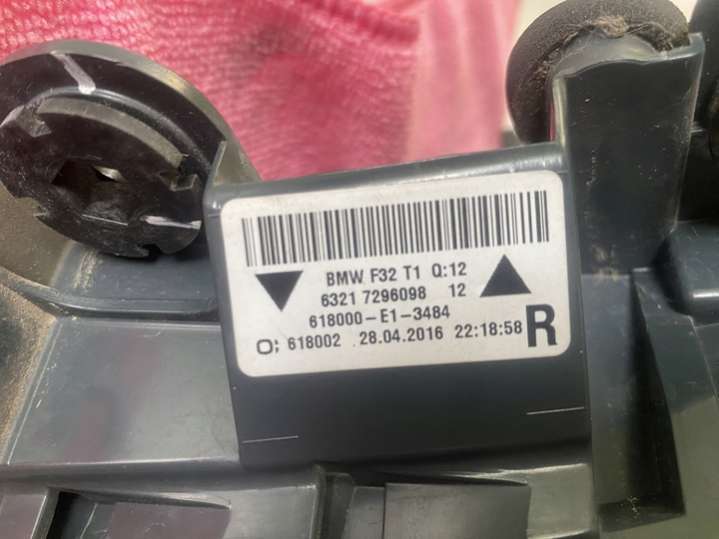 BMW F32 T1 Q:12
6321 7296098 12
618000-E1-3484
O; 618002 28.04.2016 22:18:58 R